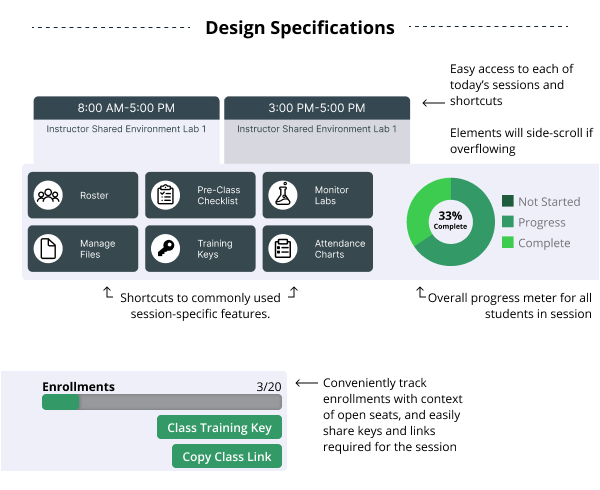 Design Specifications
Easy access to each of
today's sessions and
shortcuts
Elements will side-scroll if
overflowing
8:00 AM-5:00 PM
3:00 PM-5:00 PM
Instructor Shared Environment Lab 1
Instructor Shared Environment Lab 1
Roster
Pre-Class
Checklist
Monitor
Labs
Manage
Files
Training
Keys
Attendance
Charts
33%
Complete
Not Started
Progress
Complete
Shortcuts to commonly used
session-specific features.
Overall progress meter for all
students in session
Enrollments
3/20
Class Training Key
Copy Class Link
Conveniently track
enrollments with context
of open seats, and easily
share keys and links
required for the session